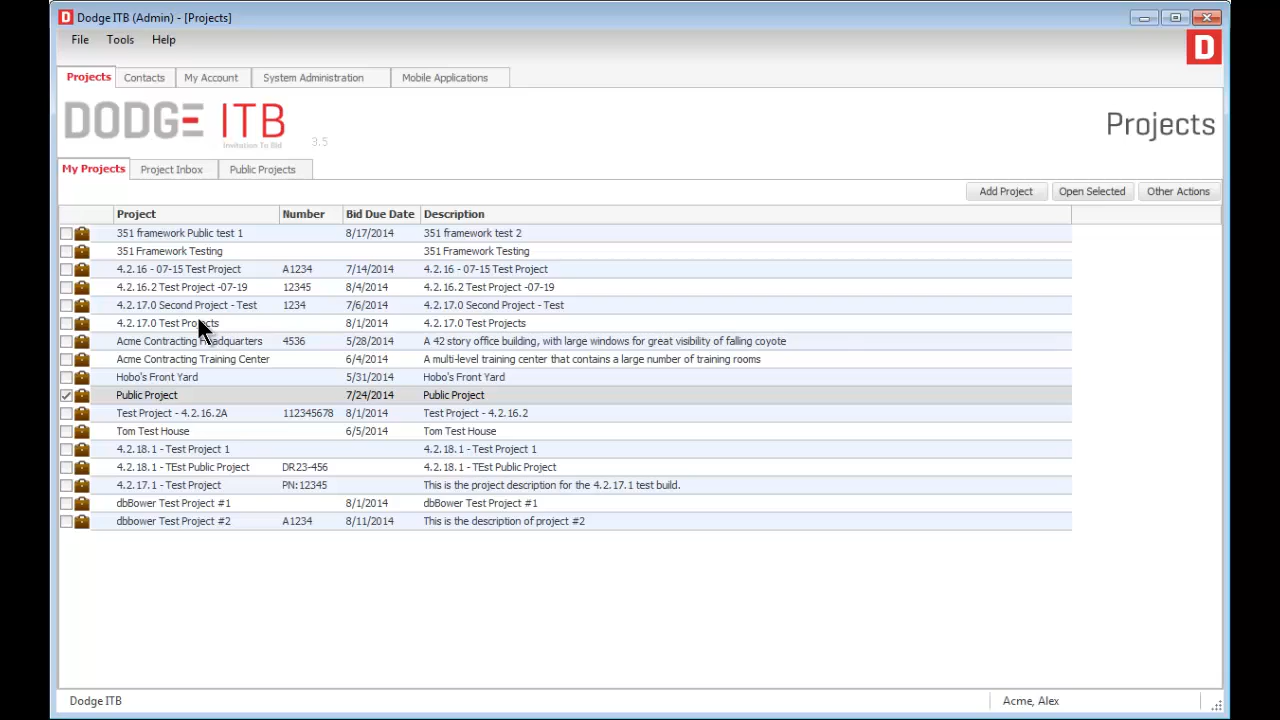 Dodge ITB (Admin) - [Projects]
File Tools Help
D
Projects Contacts My Account System Administration Mobile Applications
DODGE ITB
Invitation To Bid
3.5
Projects
My Projects Project Inbox Public Projects
Add Project Open Selected Other Actions
Project Number Bid Due Date Description
351 framework Public test 1 8/17/2014 351 framework test 2
351 Framework Testing 351 Framework Testing
4.2.16 - 07-15 Test Project A1234 7/14/2014 4.2.16 - 07-15 Test Project
4.2.16.2 Test Project -07-19 12345 8/4/2014 4.2.16.2 Test Project -07-19
4.2.17.0 Second Project - Test 1234 7/6/2014 4.2.17.0 Second Project - Test
4.2.17.0 Test Projects 8/1/2014 4.2.17.0 Test Projects
Acme Contracting Headquarters 4536 5/28/2014 A 42 story office building, with large windows for great visibility of falling coyote
Acme Contracting Training Center 6/4/2014 A multi-level training center that contains a large number of training rooms
Hobo's Front Yard 5/31/2014 Hobo's Front Yard
Public Project 7/24/2014 Public Project
Test Project - 4.2.16.2A 112345678 8/1/2014 Test Project - 4.2.16.2
Tom Test House 6/5/2014 Tom Test House
4.2.18.1 - Test Project 1 4.2.18.1 - Test Project 1
4.2.18.1 - TEst Public Project DR23-456 4.2.18.1 - TEst Public Project
4.2.17.1 - Test Project PN:12345 This is the project description for the 4.2.17.1 test build.
dbBower Test Project #1 8/1/2014 dbBower Test Project #1
dbbower Test Project #2 A1234 8/11/2014 This is the description of project #2
Dodge ITB Acme, Alex